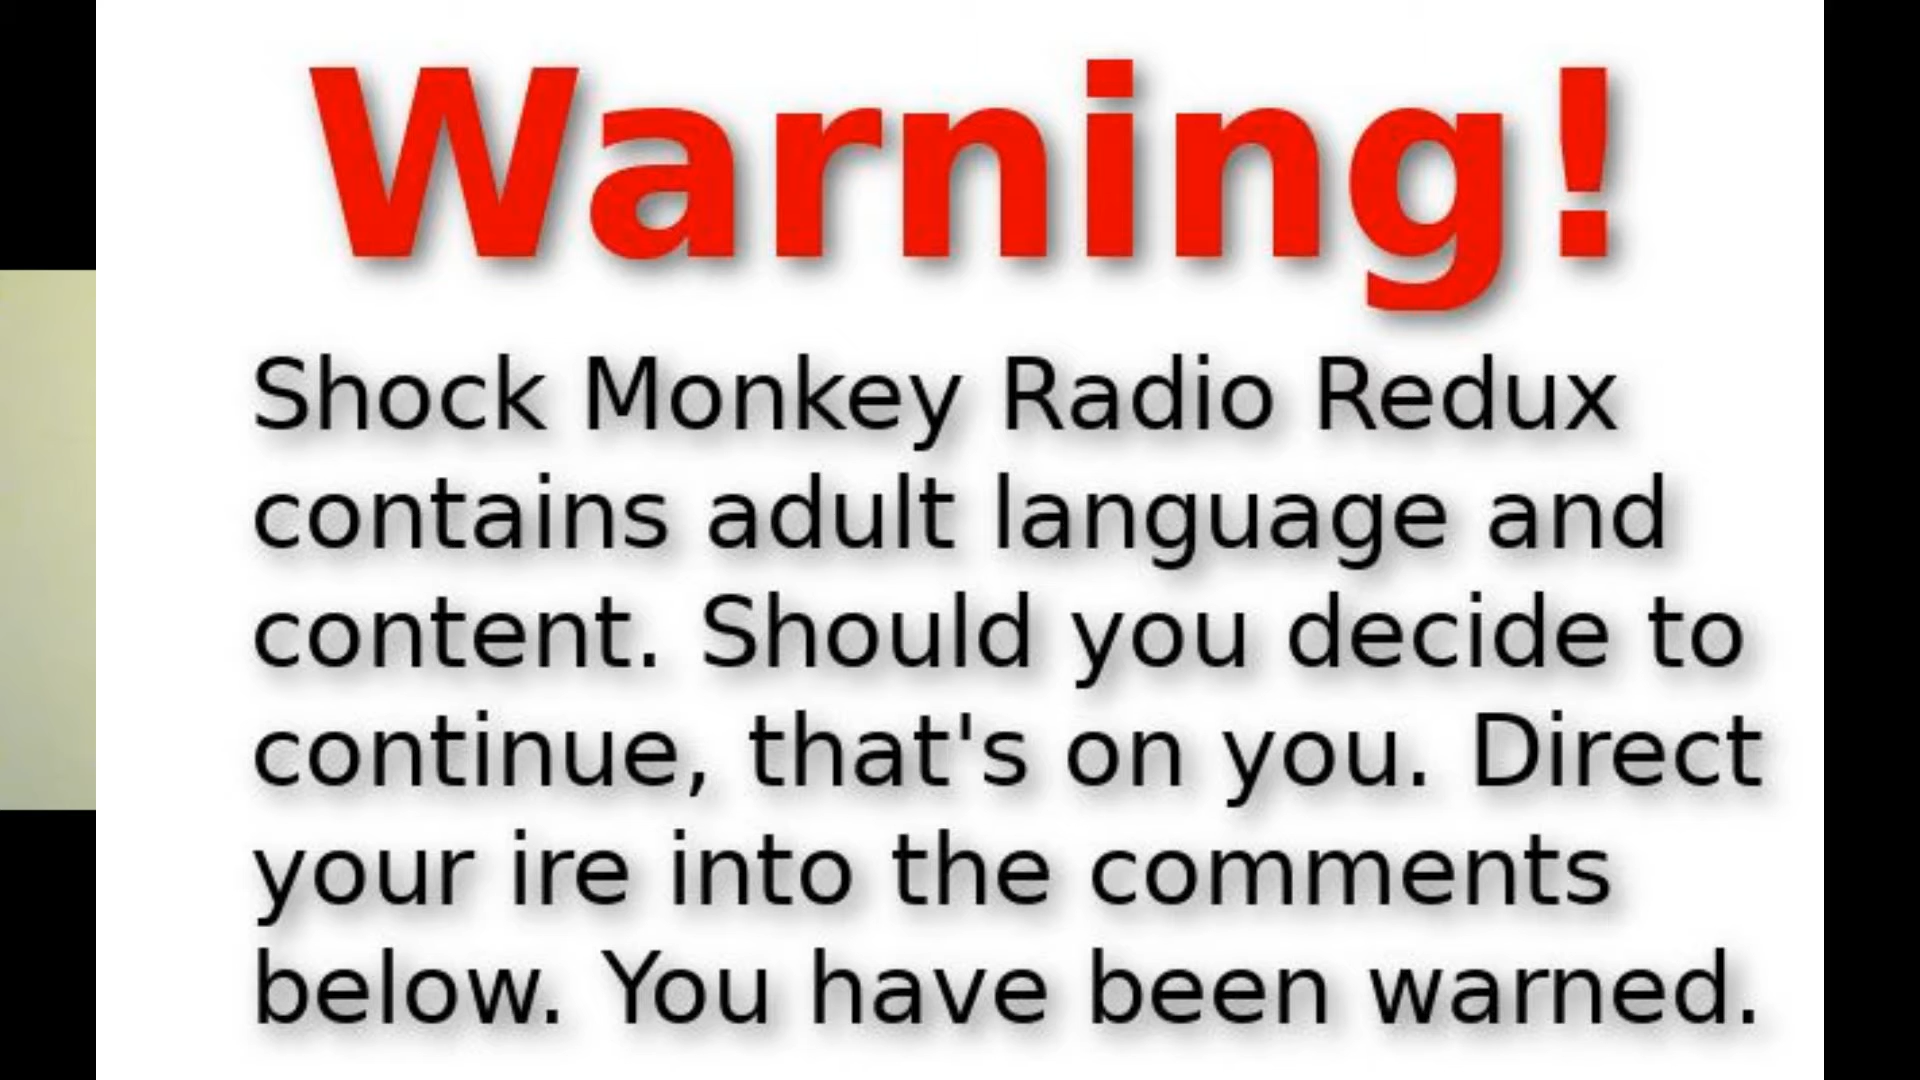 Warning!
Shock Monkey Radio Redux
contains adult language and
content. Should you decide to
continue, that's on you. Direct
your ire into the comments
below. You have been warned.